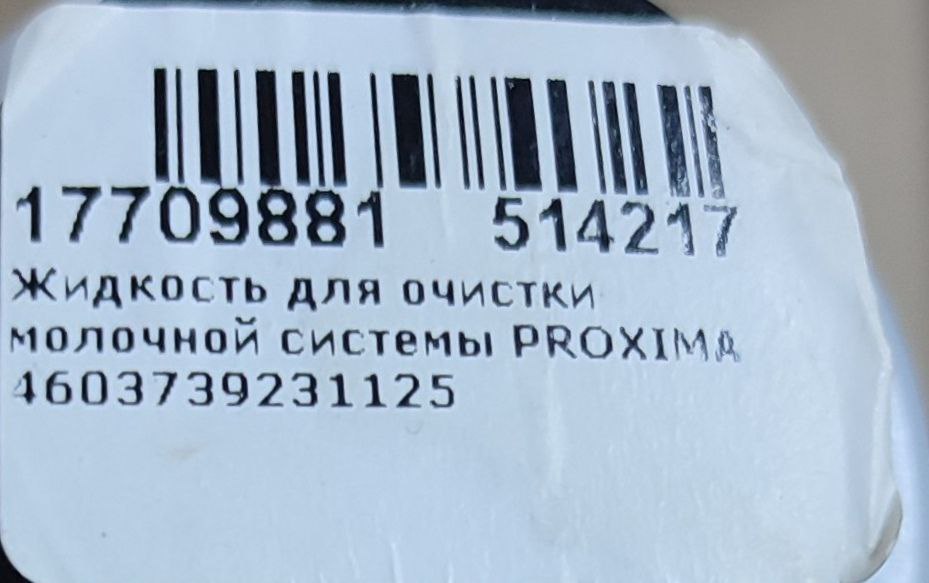 17709881 514217
Жидкость для очистки
молочной системы PROXIMA
4603739231125